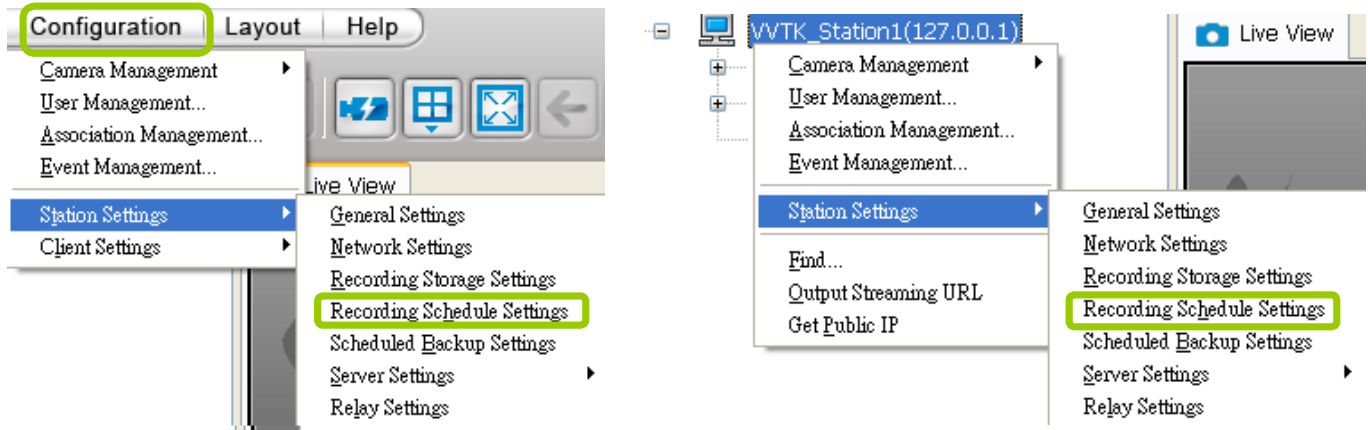 Configuration Layout Help
Camera Management
User Management...
Association Management...
Event Management...
Station Settings
Client Settings
Live View
General Settings
Network Settings
Recording Storage Settings
Recording Schedule Settings
Scheduled Backup Settings
Server Settings
Relay Settings
VVTK_Station1(127.0.0.1)
Live View
Camera Management
User Management...
Association Management...
Event Management...
Station Settings
Find...
Output Streaming URL
Get Public IP
General Settings
Network Settings
Recording Storage Settings
Recording Schedule Settings
Scheduled Backup Settings
Server Settings
Relay Settings